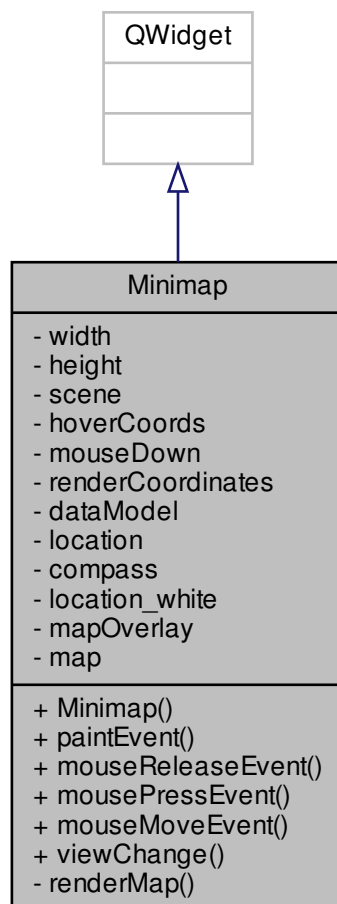 QWidget
Minimap
- width
- height
- scene
- hoverCoords
- mouseDown
- renderCoordinates
- dataModel
- location
- compass
- location_white
- mapOverlay
- map
+ Minimap()
+ paintEvent()
+ mouseReleaseEvent()
+ mousePressEvent()
+ mouseMoveEvent()
+ viewChange()
- renderMap()